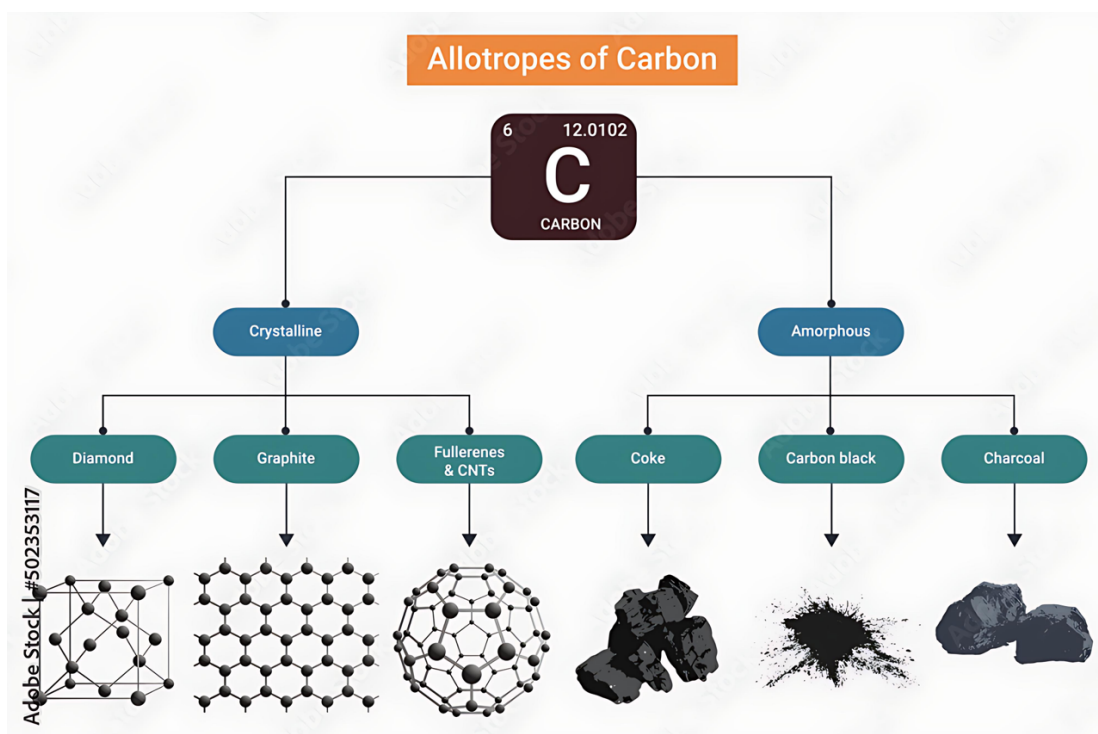 Allotropes of Carbon
6 12.0102
C
CARBON
Crystalline
Amorphous
Diamond
Graphite
Fullerenes
& CNTs
Coke
Carbon black
Charcoal
Adobe Stock | #502353117